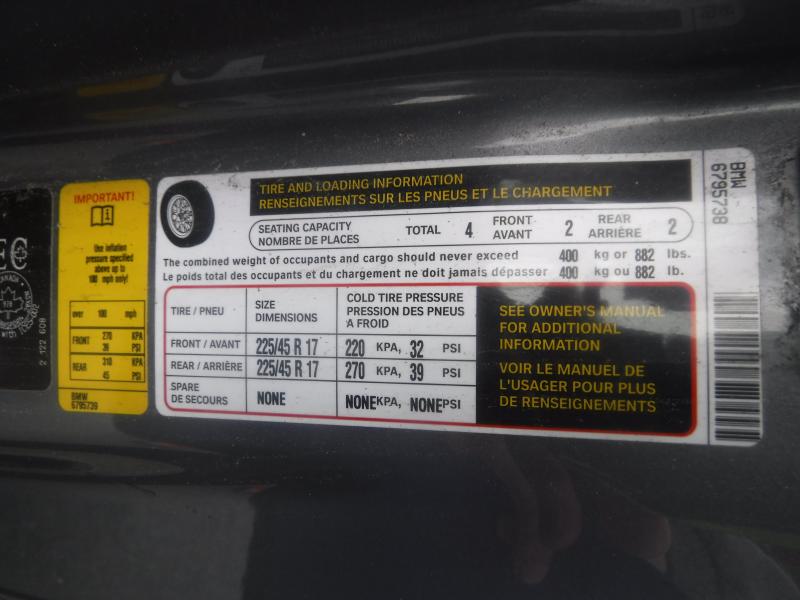 IMPORTANT!
Use inflation
pressure specified
above up to
100 mph only!
over 100 mph
FRONT 270 KPA
39 PSI
REAR 310 KPA
45 PSI
BMW
6795739
2 122 608
TIRE AND LOADING INFORMATION
RENSEIGNEMENTS SUR LES PNEUS ET LE CHARGEMENT
SEATING CAPACITY
NOMBRE DE PLACES
TOTAL 4
FRONT
AVANT 2
REAR
ARRIÈRE 2
The combined weight of occupants and cargo should never exceed 400 kg or 882 lbs.
Le poids total des occupants et du chargement ne doit jamais dépasser 400 kg ou 882 lb.
TIRE / PNEU
SIZE
DIMENSIONS
COLD TIRE PRESSURE
PRESSION DES PNEUS
A FROID
FRONT / AVANT 225/45 R 17 220 KPA, 32 PSI
REAR / ARRIÈRE 225/45 R 17 270 KPA, 39 PSI
SPARE
DE SECOURS NONE NONE KPA, NONE PSI
SEE OWNER'S MANUAL
FOR ADDITIONAL
INFORMATION
VOIR LE MANUEL DE
L'USAGER POUR PLUS
DE RENSEIGNEMENTS
BMW
6795738